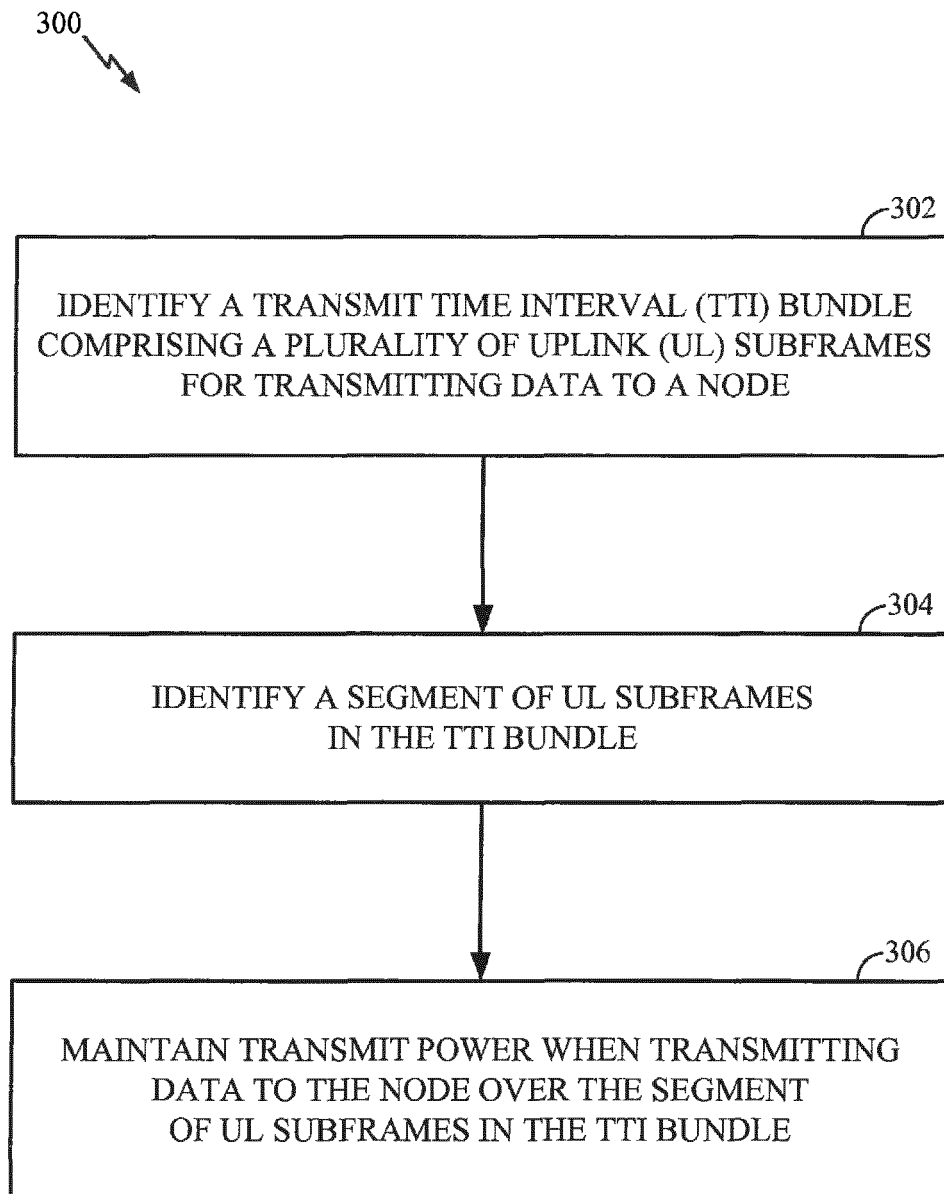 300
302
IDENTIFY A TRANSMIT TIME INTERVAL (TTI) BUNDLE
COMPRISING A PLURALITY OF UPLINK (UL) SUBFRAMES
FOR TRANSMITTING DATA TO A NODE
304
IDENTIFY A SEGMENT OF UL SUBFRAMES
IN THE TTI BUNDLE
306
MAINTAIN TRANSMIT POWER WHEN TRANSMITTING
DATA TO THE NODE OVER THE SEGMENT
OF UL SUBFRAMES IN THE TTI BUNDLE